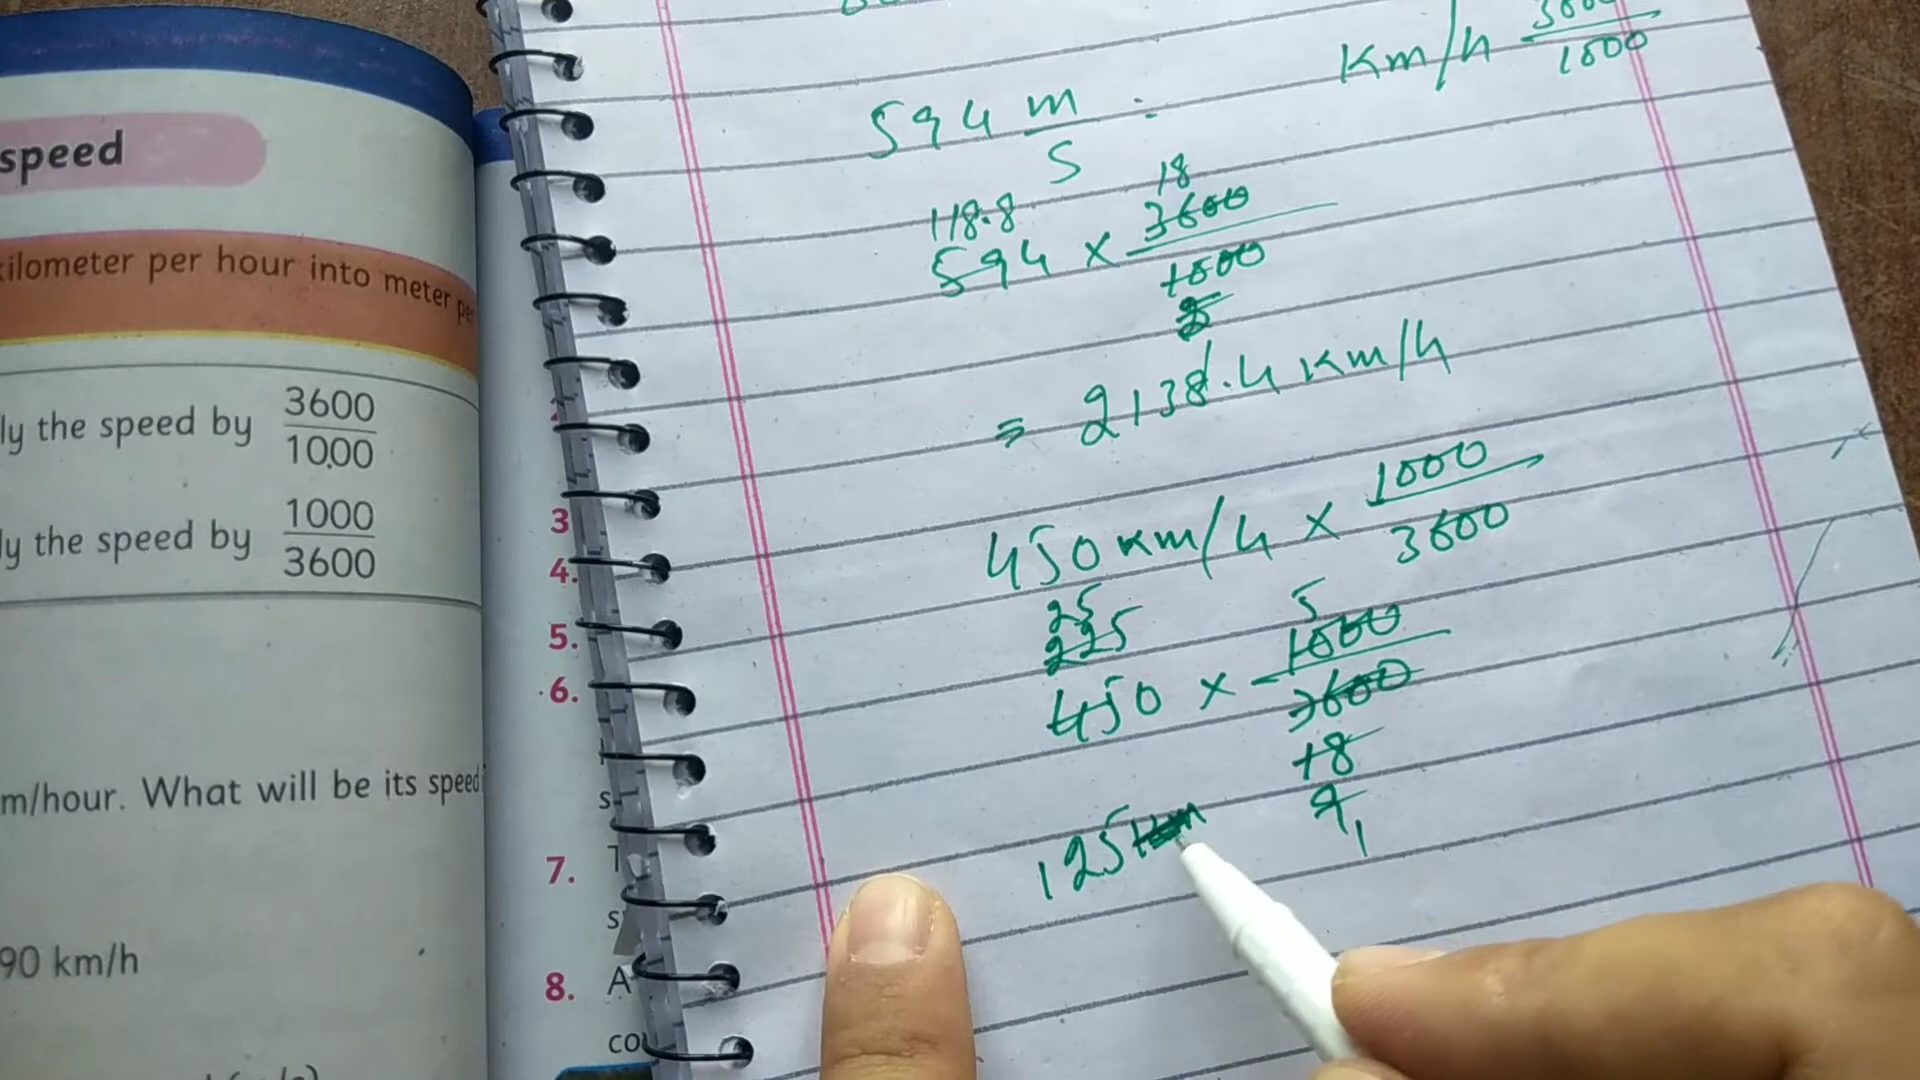 speed
kilometer per hour into meter pe
ly the speed by 3600
1000
ly the speed by 1000
3600
m/hour. What will be its speed
90 km/h
3
4.
5.
6.
s
7. T
s
8. A
co
Km/h 3600
1000
594 m
s
118.8 18
594 × 3600
1000
5
= 2138.4 Km/h
450 Km/h × 1000
3600
25 5
225
450 × 1000
3600
18
9
1
125